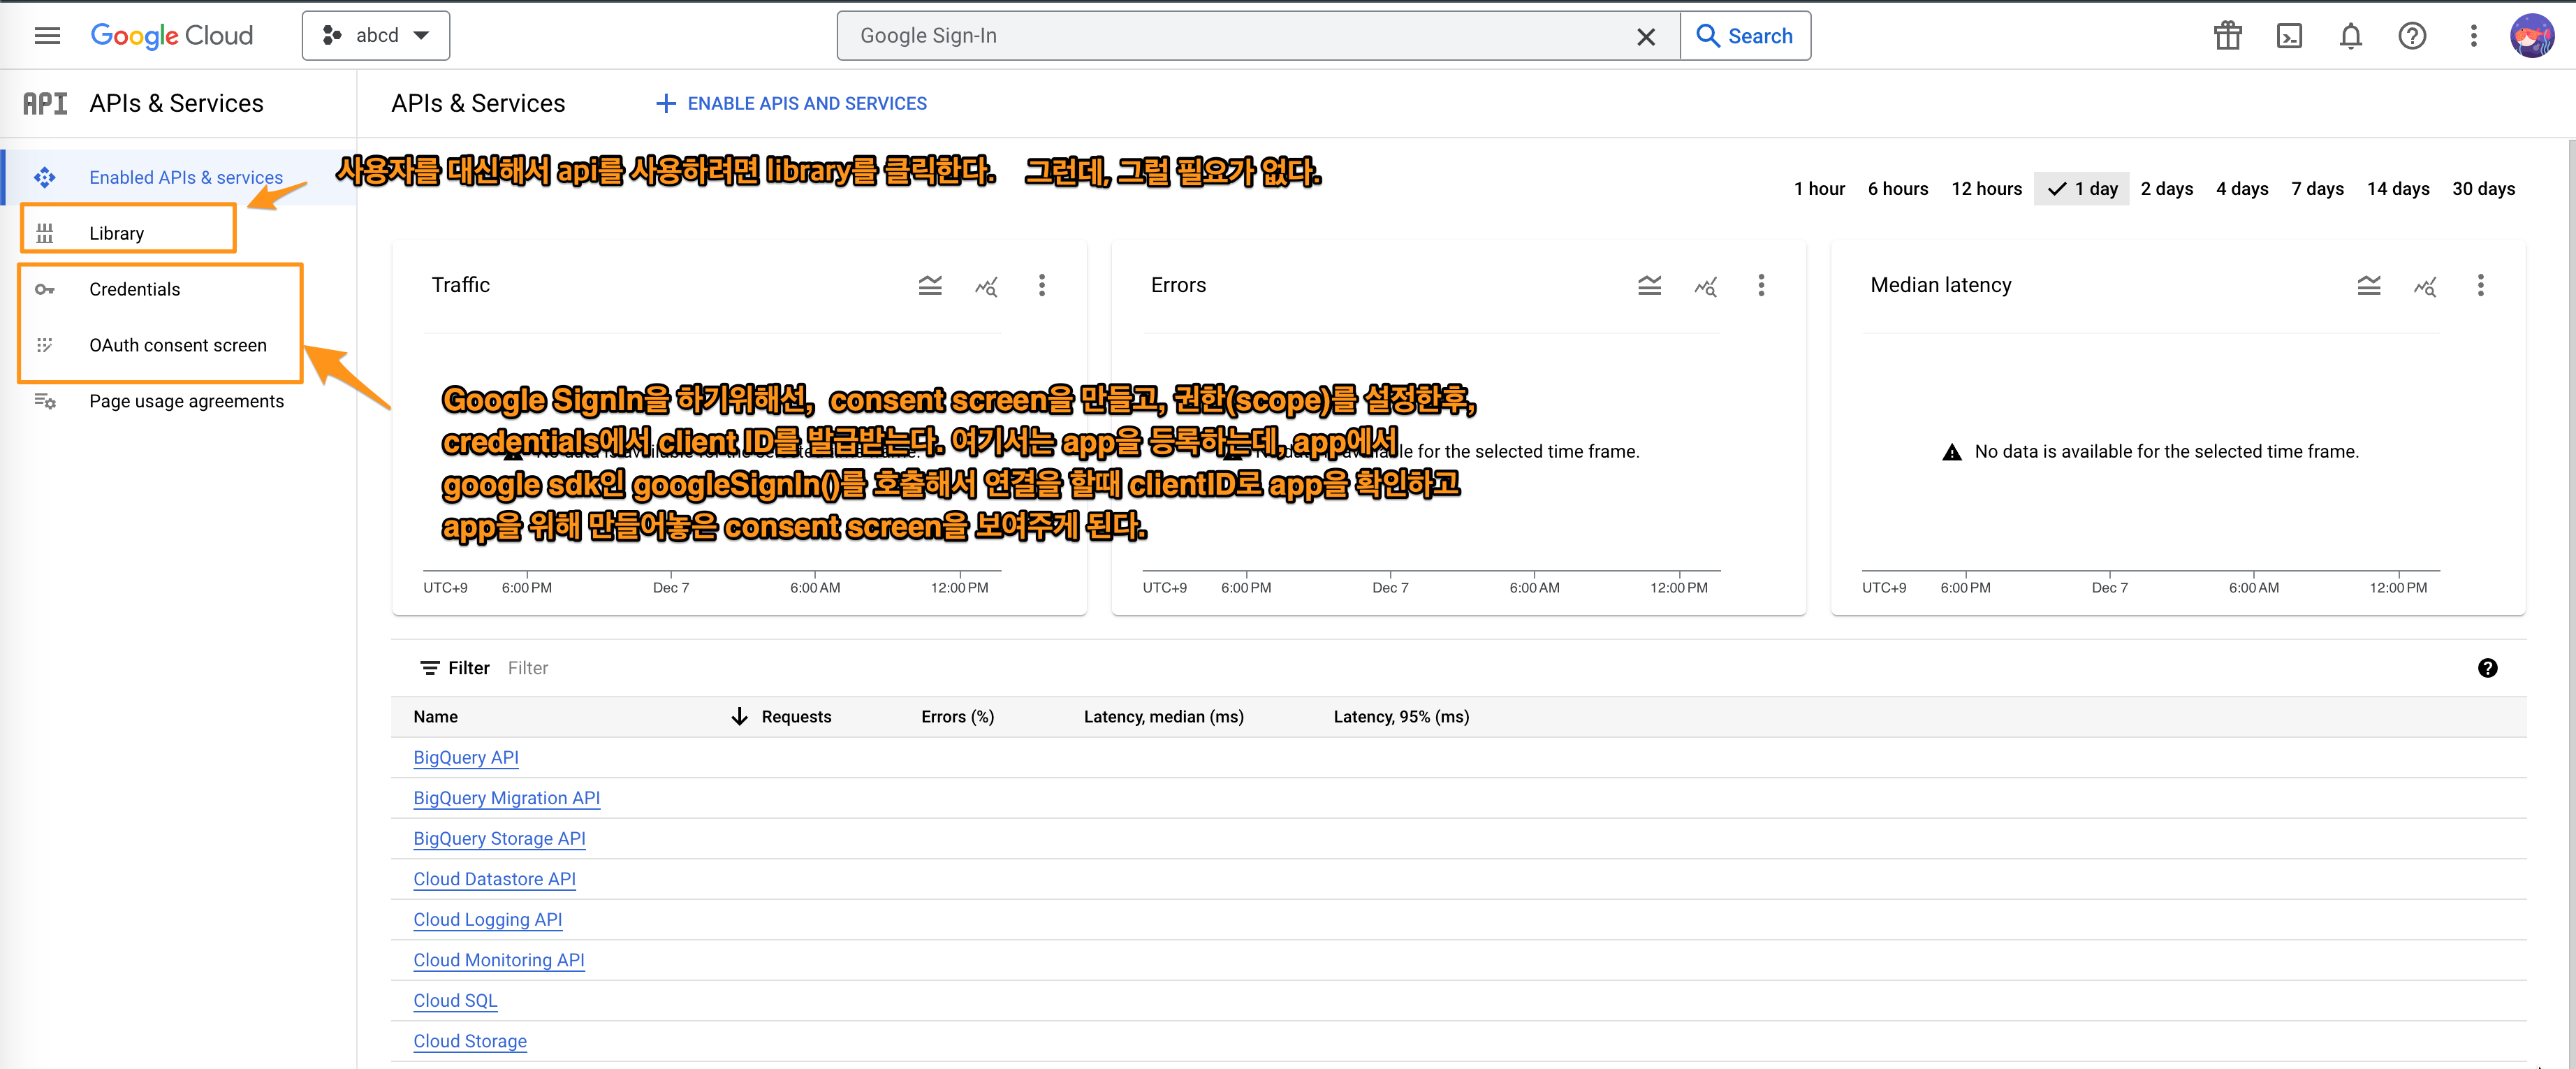 Google Cloud
abcd
Google Sign-In
Search
API APIs & Services
APIs & Services
ENABLE APIS AND SERVICES
Enabled APIs & services
Library
Credentials
OAuth consent screen
Page usage agreements
사용자를 대신해서 api를 사용하려면 library를 클릭한다. 그런데, 그럴 필요가 없다.
1 hour 6 hours 12 hours 1 day 2 days 4 days 7 days 14 days 30 days
Traffic
Errors
Median latency
Google SignIn을 하기위해선, consent screen을 만들고, 권한(scope)를 설정한후,
credentials에서 client ID를 발급받는다. 여기서는 app을 등록하는데, app에서
google sdk인 googleSignIn()를 호출해서 연결을 할때 clientID로 app을 확인하고
app을 위해 만들어놓은 consent screen을 보여주게 된다.
No data is available for the selected time frame.
for the selected time frame.
No data is available for the selected time frame.
UTC+9 6:00 PM Dec 7 6:00 AM 12:00 PM
UTC+9 6:00 PM Dec 7 6:00 AM 12:00 PM
UTC+9 6:00 PM Dec 7 6:00 AM 12:00 PM
Filter Filter
Name Requests Errors (%) Latency, median (ms) Latency, 95% (ms)
BigQuery API
BigQuery Migration API
BigQuery Storage API
Cloud Datastore API
Cloud Logging API
Cloud Monitoring API
Cloud SQL
Cloud Storage